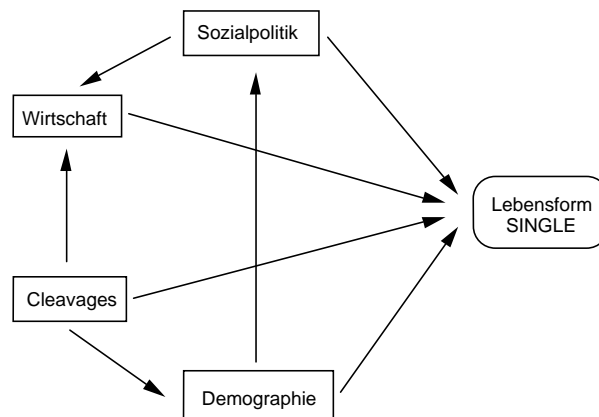 Sozialpolitik
Wirtschaft
Lebensform
SINGLE
Cleavages
Demographie